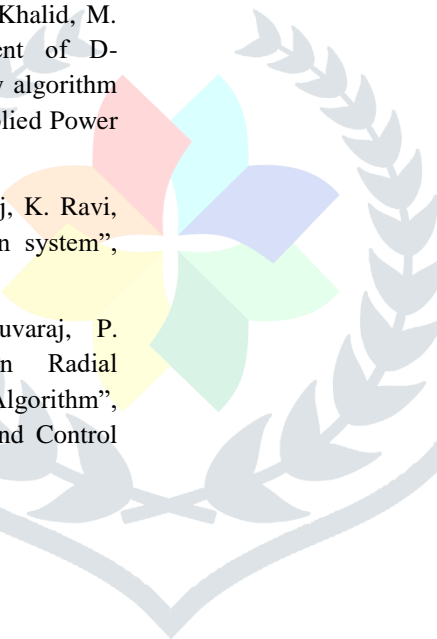 Khalid, M.
ent of D-
algorithm
plied Power
j, K. Ravi,
n system”,
uvaraj, P.
n Radial
Algorithm”,
nd Control